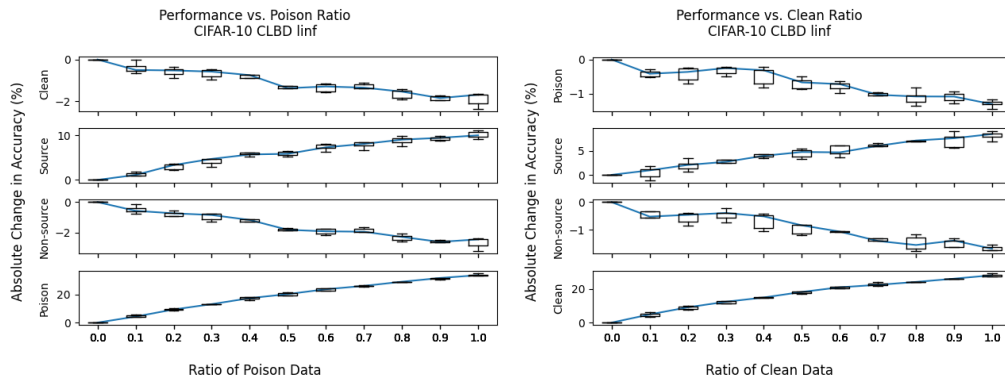 Performance vs. Poison Ratio
CIFAR-10 CLBD linf
Absolute Change in Accuracy (%)
Clean
0
−2
Source
10
0
Non-source
0
−2
Poison
20
0
0.0 0.1 0.2 0.3 0.4 0.5 0.6 0.7 0.8 0.9 1.0
Ratio of Poison Data
Performance vs. Clean Ratio
CIFAR-10 CLBD linf
Absolute Change in Accuracy (%)
Poison
0
−1
Source
5
0
Non-source
0
−1
Clean
20
0
0.0 0.1 0.2 0.3 0.4 0.5 0.6 0.7 0.8 0.9 1.0
Ratio of Clean Data